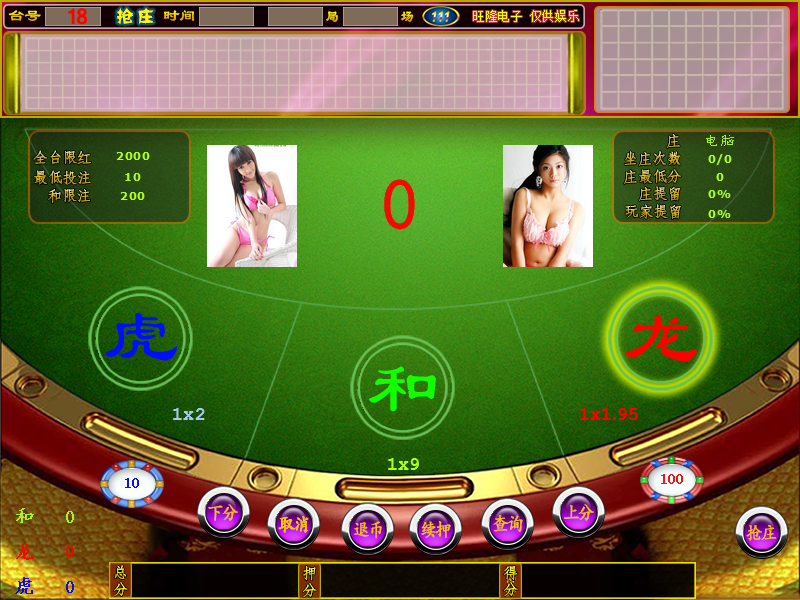 台号 18 抢庄 时间 局 场 111 旺隆电子 仅供娱乐
全台限红 2000
最低投注 10
和限注 200
0
庄 电脑
坐庄次数 0/0
庄最低分 0
庄提留 0%
玩家提留 0%
虎
1x2
和
1x9
龙
1x1.95
10
100
下分
取消
退币
续押
查询
上分
抢庄
和 0
龙 0
虎 0
总分
押分
得分